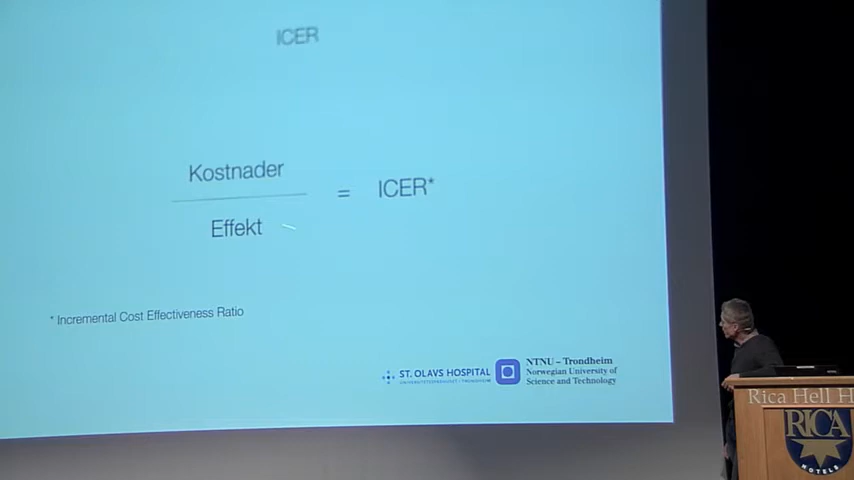 ICER
Kostnader
Effekt
= ICER*
* Incremental Cost Effectiveness Ratio
ST. OLAVS HOSPITAL
NTNU – Trondheim
Norwegian University of
Science and Technology
Rica Hell H
RICA
HOTELS